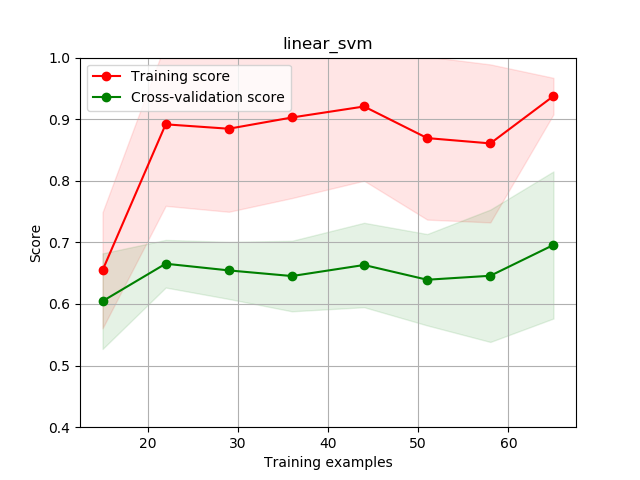 linear_svm
Training score
Cross-validation score
Score
1.0
0.9
0.8
0.7
0.6
0.5
0.4
20 30 40 50 60
Training examples